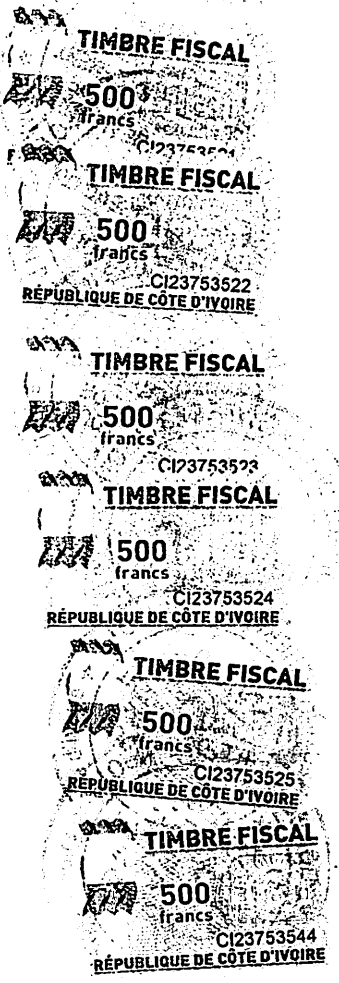 TIMBRE FISCAL
500
francs
TIMBRE FISCAL
500
francs
CI23753522
RÉPUBLIQUE DE CÔTE D'IVOIRE
TIMBRE FISCAL
500
francs
CI23753523
TIMBRE FISCAL
500
francs
CI23753524
RÉPUBLIQUE DE CÔTE D'IVOIRE
TIMBRE FISCAL
500
francs
CI23753525
RÉPUBLIQUE DE CÔTE D'IVOIRE
TIMBRE FISCAL
500
francs
CI23753544
RÉPUBLIQUE DE CÔTE D'IVOIRE